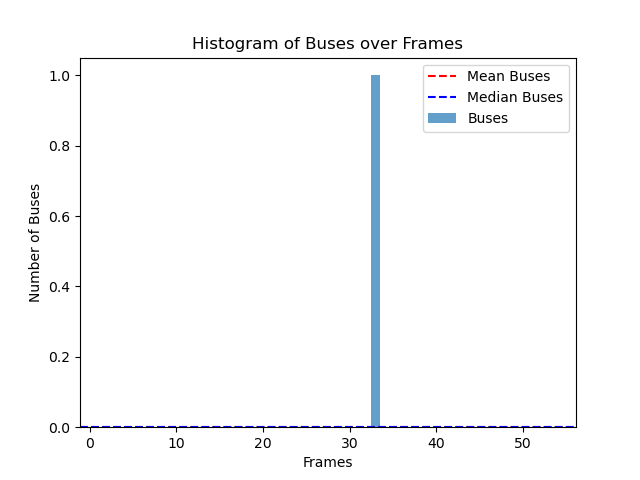 Histogram of Buses over Frames
Mean Buses
Median Buses
Buses
Number of Buses
1.0
0.8
0.6
0.4
0.2
0.0
0 10 20 30 40 50
Frames